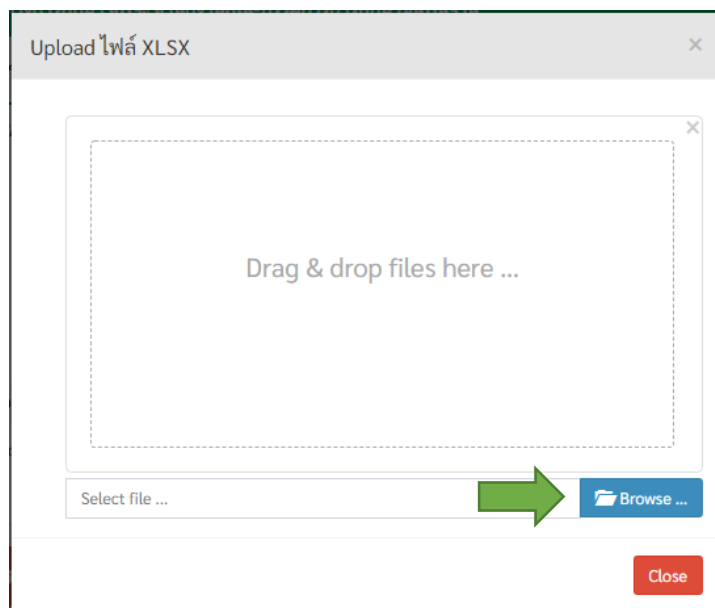 Upload ไฟล์ XLSX
Drag & drop files here ...
Select file ...
Browse ...
Close